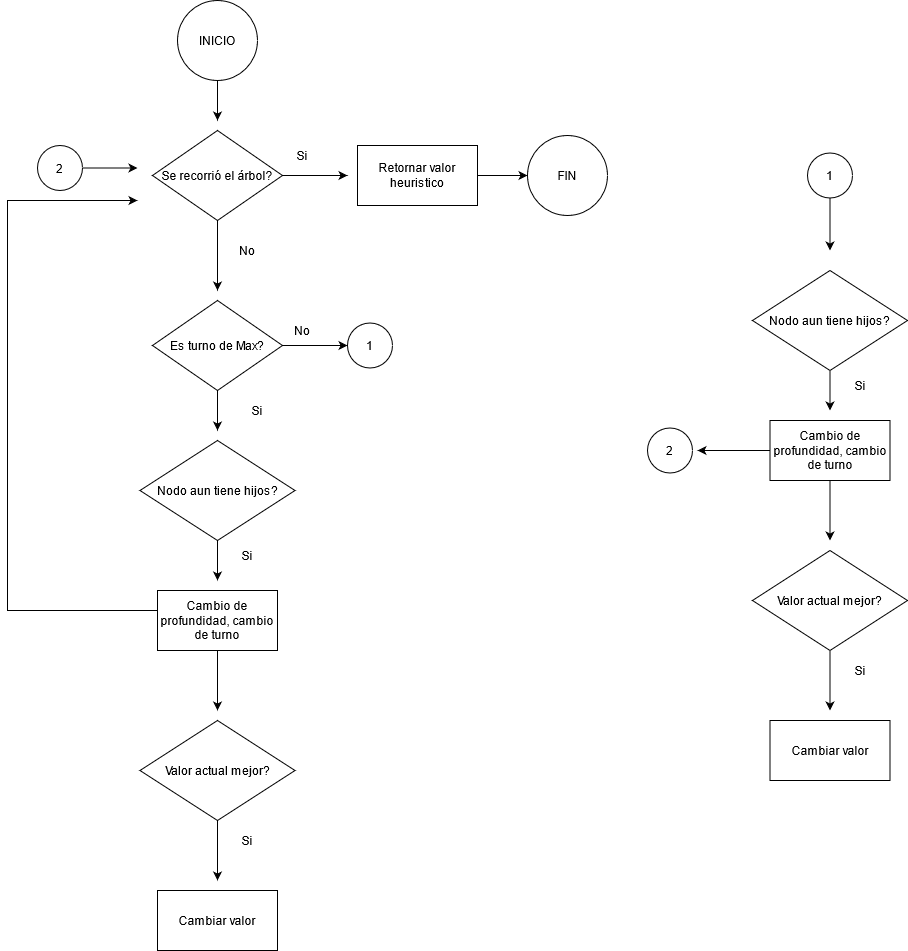 INICIO
2
Se recorrió el árbol?
Si
Retornar valor
heuristico
FIN
No
Es turno de Max?
No
1
Si
Nodo aun tiene hijos?
Si
Cambio de
profundidad, cambio
de turno
Valor actual mejor?
Si
Cambiar valor
1
Nodo aun tiene hijos?
Si
Cambio de
profundidad, cambio
de turno
2
Valor actual mejor?
Si
Cambiar valor